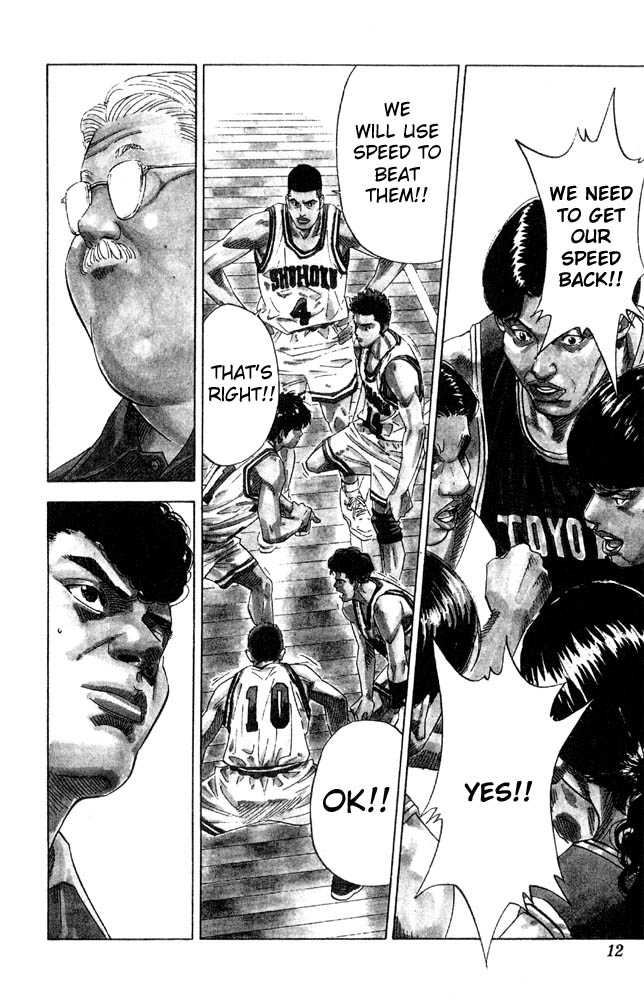 WE NEED
TO GET
OUR
SPEED
BACK!!
TOYO
YES!!
WE
WILL USE
SPEED TO
BEAT
THEM!!
SHOHOKU
4
THAT'S
RIGHT!!
10
OK!!
12